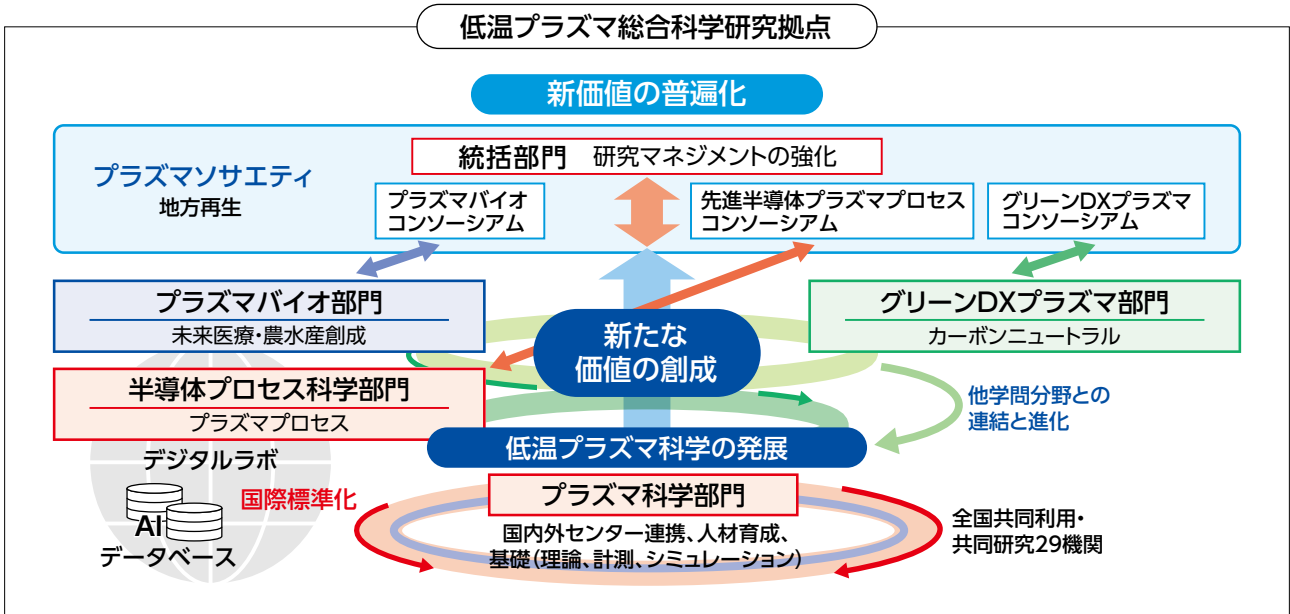 低温プラズマ総合科学研究拠点
新価値の普遍化
統括部門 研究マネジメントの強化
プラズマソサエティ
地方再生
プラズマバイオ
コンソーシアム
先進半導体プラズマプロセス
コンソーシアム
グリーンDXプラズマ
コンソーシアム
プラズマバイオ部門
未来医療・農水産創成
グリーンDXプラズマ部門
カーボンニュートラル
新たな
価値の創成
半導体プロセス科学部門
プラズマプロセス
他学問分野との
連結と進化
低温プラズマ科学の発展
デジタルラボ
国際標準化
AI
データベース
プラズマ科学部門
国内外センター連携、人材育成、
基礎(理論、計測、シミュレーション)
全国共同利用・
共同研究29機関